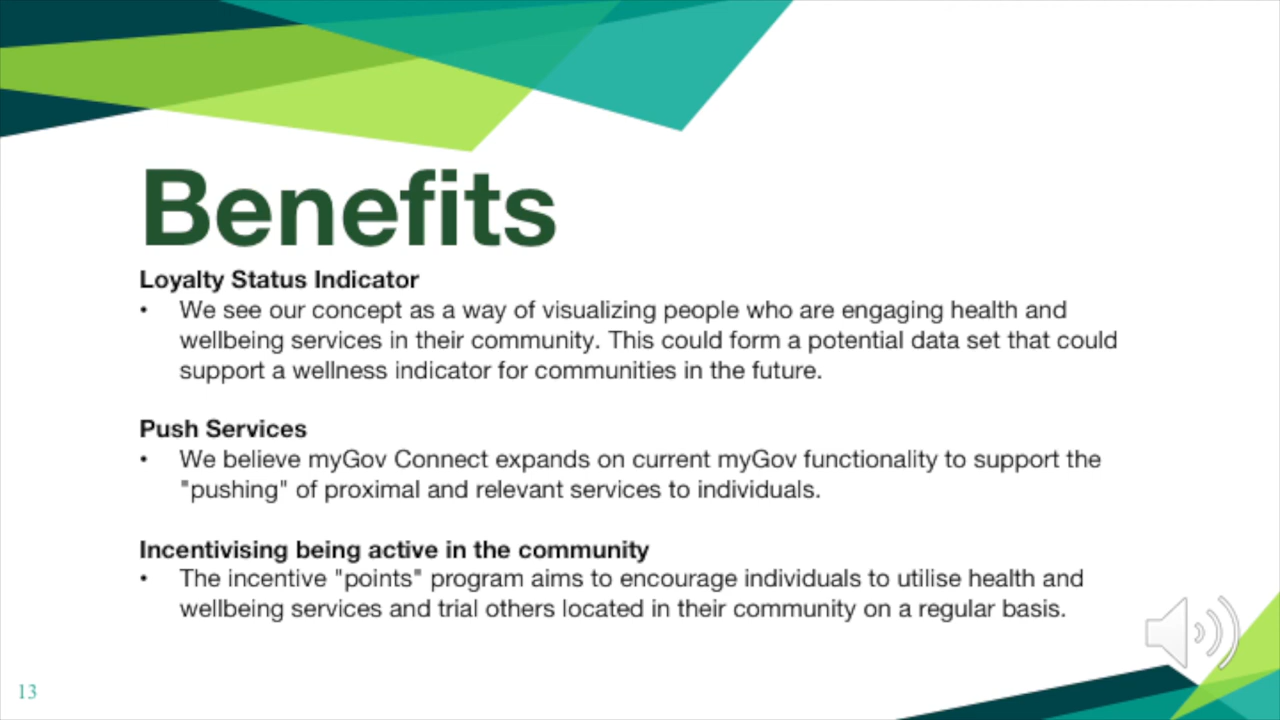 Benefits
Loyalty Status Indicator
• We see our concept as a way of visualizing people who are engaging health and
wellbeing services in their community. This could form a potential data set that could
support a wellness indicator for communities in the future.
Push Services
• We believe myGov Connect expands on current myGov functionality to support the
"pushing" of proximal and relevant services to individuals.
Incentivising being active in the community
• The incentive "points" program aims to encourage individuals to utilise health and
wellbeing services and trial others located in their community on a regular basis.
13